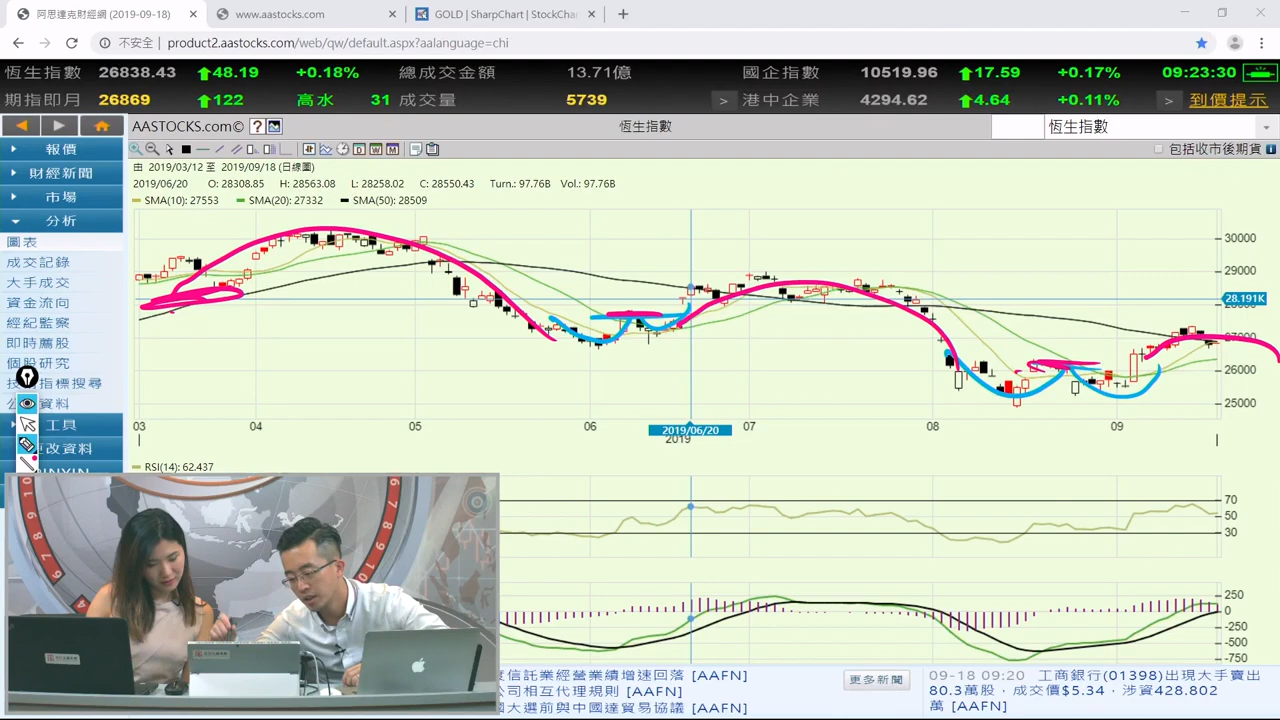 阿思達克財經網 (2019-09-18)
www.aastocks.com
GOLD | SharpChart | StockChar
不安全 | product2.aastocks.com/web/qw/default.aspx?aalanguage=chi
恆生指數 26838.43 48.19 +0.18% 總成交金額 13.71億 國企指數 10519.96 17.59 +0.17% 09:23:30
期指即月 26869 122 高水 31 成交量 5739 > 港中企業 4294.62 4.64 +0.11% > 到價提示
AASTOCKS.com© ? 恆生指數 恆生指數
報價
包括收市後期貨
由 2019/03/12 至 2019/09/18 (日線圖)
財經新聞
2019/06/20 O: 28308.85 H: 28563.08 L: 28258.02 C: 28550.43 Turn.: 97.76B Vol.: 97.76B
市場
SMA(10): 27553 SMA(20): 27332 SMA(50): 28509
分析
圖表
成交記錄
大手成交
資金流向
經紀監察
即時薦股
個股研究
指標搜尋
資料
工具
更改資料
30000
29000
28.191K
27000
26000
25000
03 04 05 06 2019/06/20 07 08 09
2019
RSI(14): 62.437
70
50
30
250
0
-250
-500
-750
信託業經營業績增速回落 [AAFN]
公司相互代理規則 [AAFN]
國大選前與中國達貿易協議 [AAFN]
更多新聞
09-18 09:20 工商銀行(01398)出現大手賣出
80.3萬股，成交價$5.34，涉資428.802
萬 [AAFN]